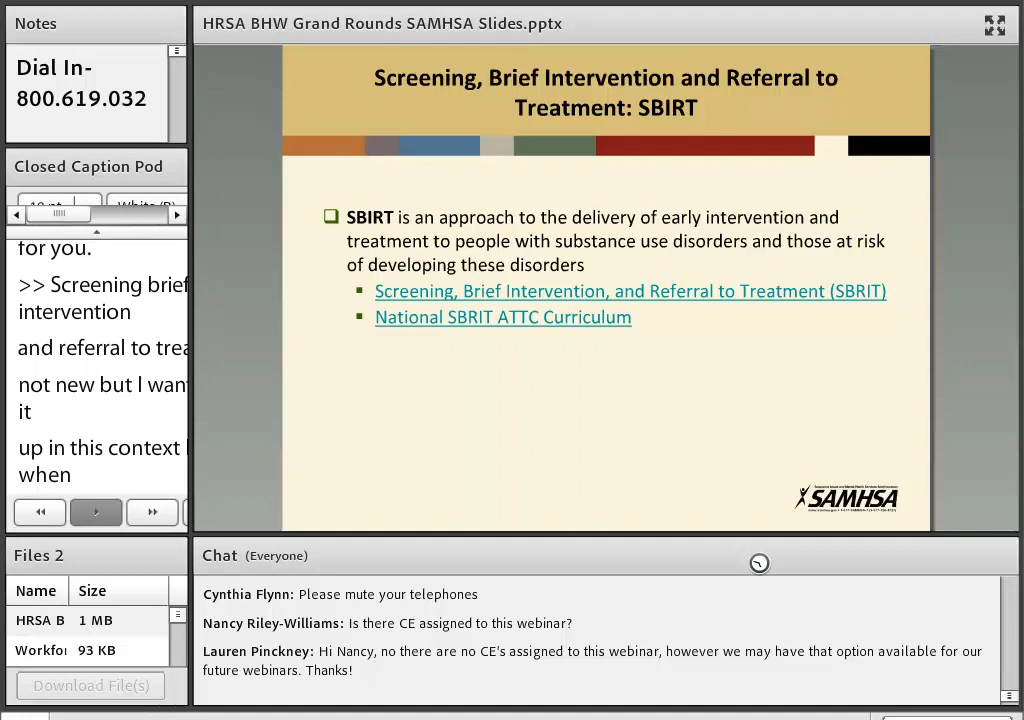 Notes
Dial In-
800.619.032
Closed Caption Pod
for you.
>> Screening brief
intervention
and referral to trea
not new but I wan
it
up in this context
when
Files 2
Name Size
HRSA B 1 MB
Workfo 93 KB
Download File(s)
HRSA BHW Grand Rounds SAMHSA Slides.pptx
Screening, Brief Intervention and Referral to
Treatment: SBIRT
SBIRT is an approach to the delivery of early intervention and
treatment to people with substance use disorders and those at risk
of developing these disorders
Screening, Brief Intervention, and Referral to Treatment (SBRIT)
National SBRIT ATTC Curriculum
SAMHSA
Chat (Everyone)
Cynthia Flynn: Please mute your telephones
Nancy Riley-Williams: Is there CE assigned to this webinar?
Lauren Pinckney: Hi Nancy, no there are no CE's assigned to this webinar, however we may have that option available for our
future webinars. Thanks!